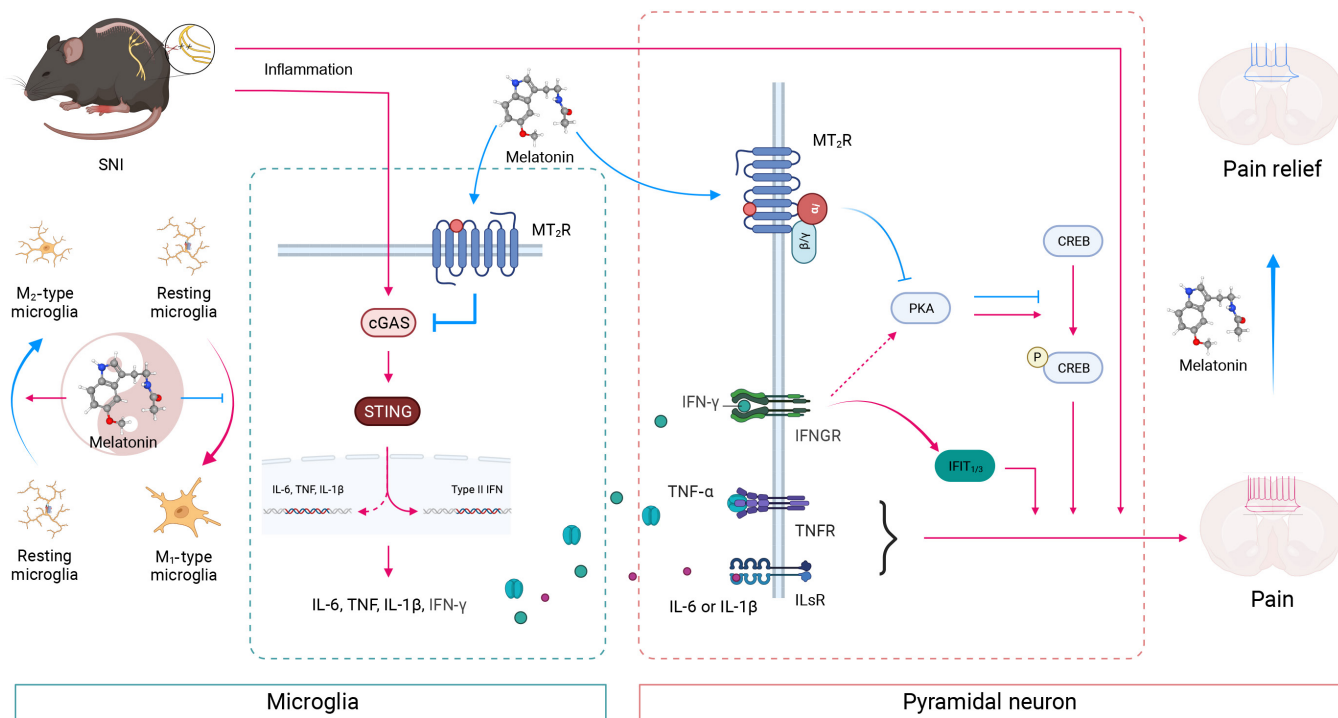 SNI
Inflammation
Melatonin
MT₂R
MT₂R
α/
β/γ
Pain relief
M₂-type
microglia
Resting
microglia
Melatonin
Resting
microglia
M₁-type
microglia
cGAS
STING
IL-6, TNF, IL-1β
Type II IFN
IL-6, TNF, IL-1β, IFN-γ
PKA
CREB
P
CREB
Melatonin
IFN-γ
IFNGR
IFIT₁/₃
TNF-α
TNFR
IL-6 or IL-1β
ILsR
Pain
Microglia
Pyramidal neuron